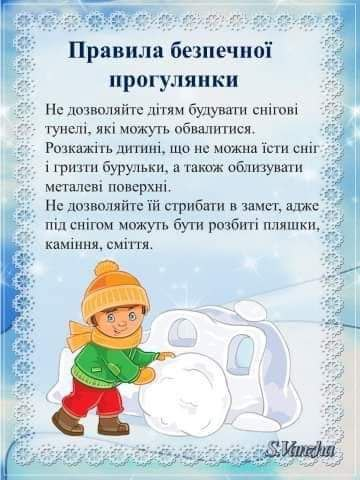 Правила безпечної
прогулянки
Не дозволяйте дітям будувати снігові
тунелі, які можуть обвалитися.
Розкажіть дитині, що не можна їсти сніг
і гризти бурульки, а також облизувати
металеві поверхні.
Не дозволяйте їй стрибати в замет, адже
під снігом можуть бути розбиті пляшки,
каміння, сміття.
S.Vanzha